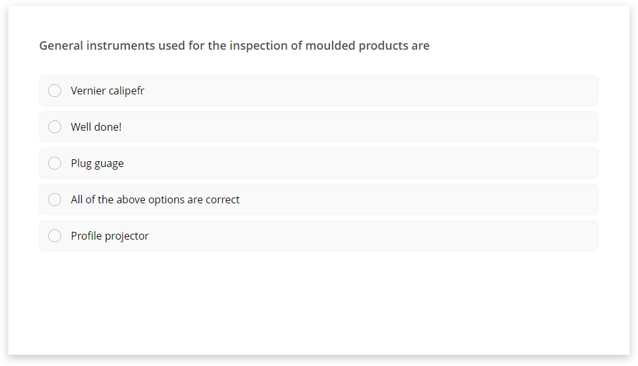 General instruments used for the inspection of moulded products are
Vernier calipefr
Well done!
Plug guage
All of the above options are correct
Profile projector